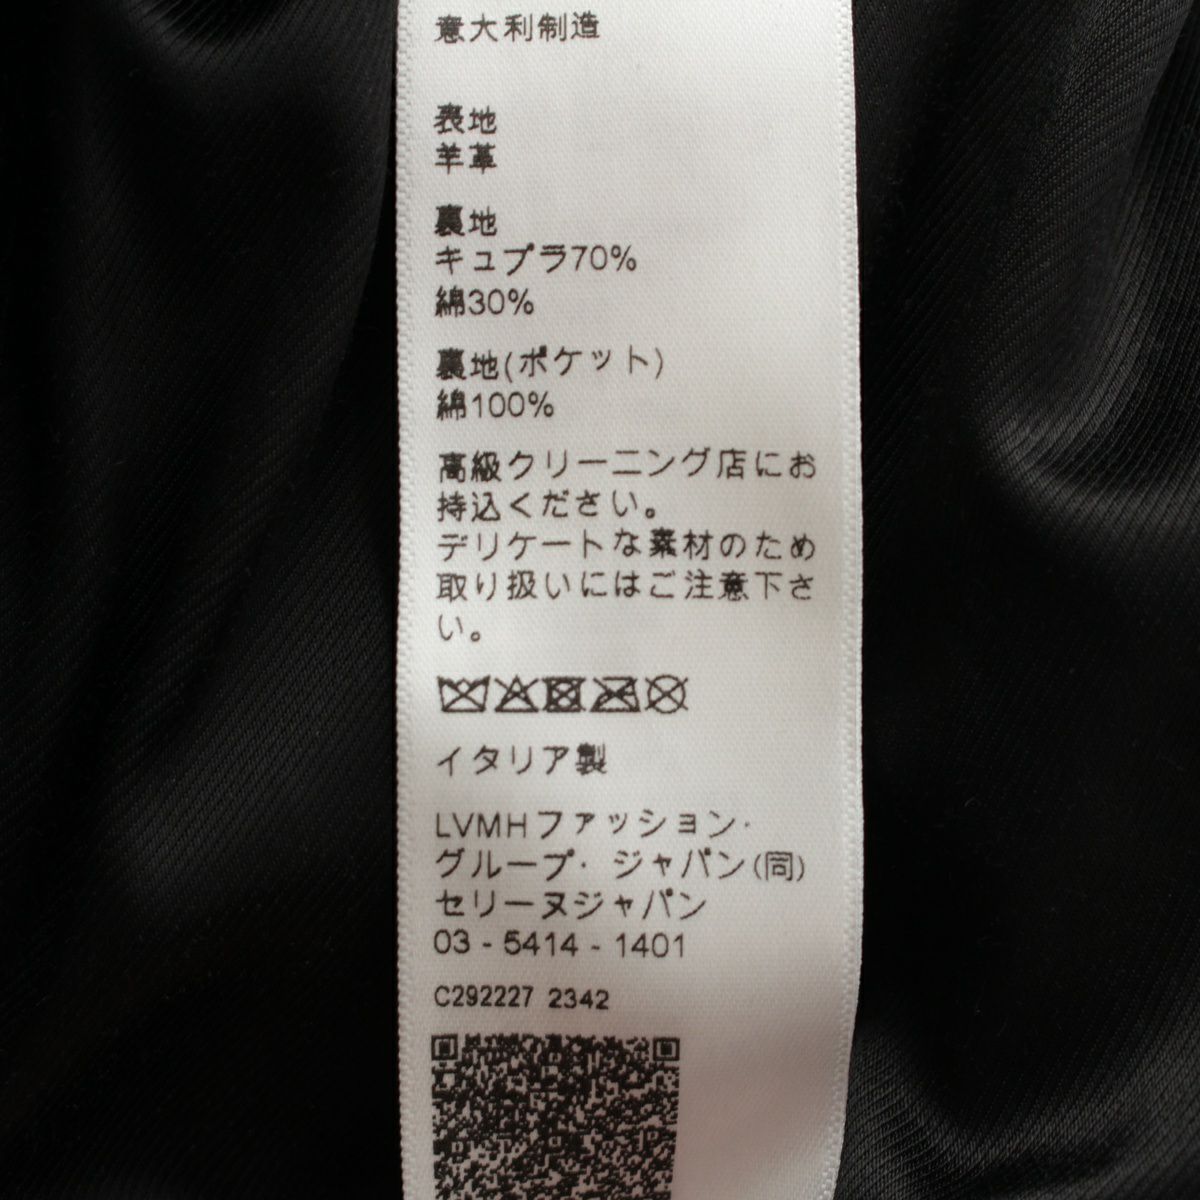 意大利制造
表地
羊革
裏地
キュプラ70%
綿30%
裏地(ポケット)
綿100%
高級クリーニング店にお
持込ください。
デリケートな素材のため
取り扱いにはご注意下さ
い。
イタリア製
LVMHファッション・
グループ・ジャパン(同)
セリーヌジャパン
03 - 5414 - 1401
C292227 2342